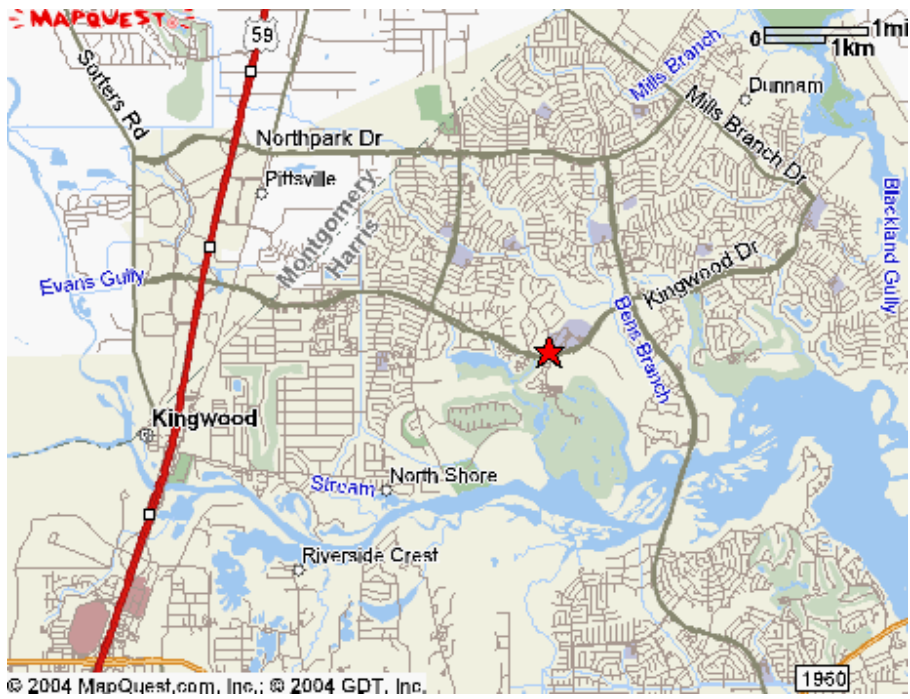 MAPQUEST
59
0 1mi
1km
Sorters Rd
Mills Branch
Dunnam
Northpark Dr
Mills Branch Dr
Pittsville
Montgomery
Harris
Blackland Gully
Evans Gully
Kingwood Dr
Bens Branch
Kingwood
Stream
North Shore
Riverside Crest
1960
© 2004 MapQuest.com, Inc.; © 2004 GDT, Inc.